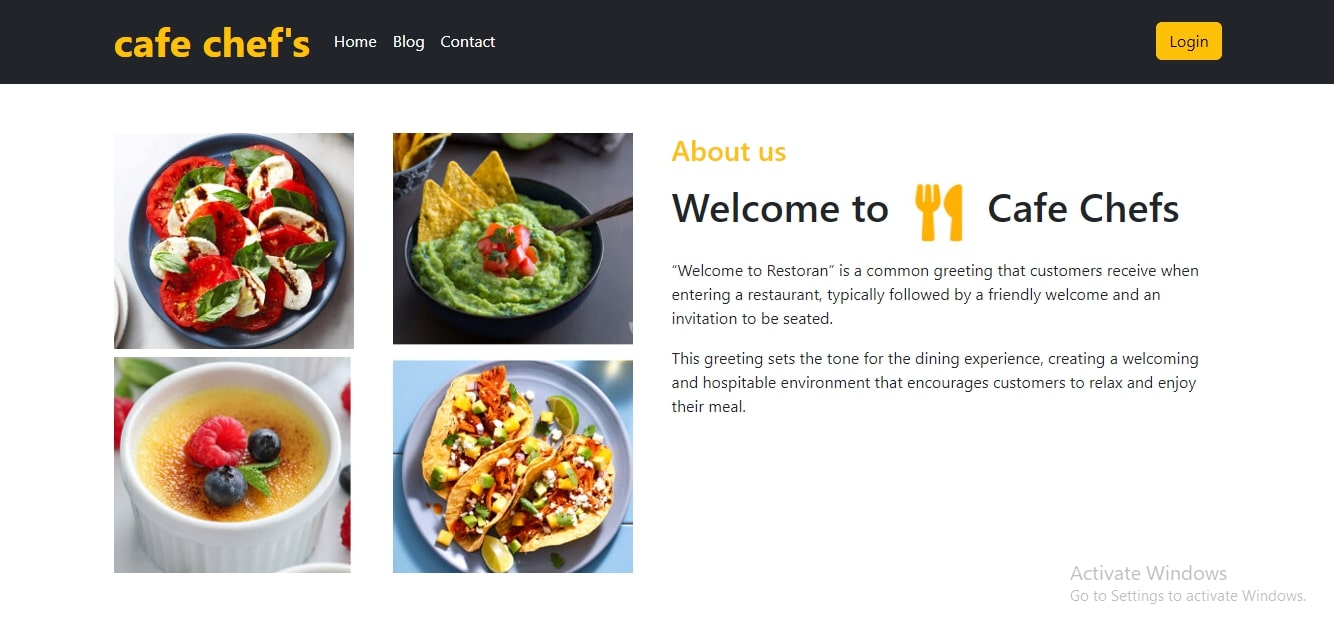 cafe chef's
Home Blog Contact
Login
About us
Welcome to Cafe Chefs
“Welcome to Restoran” is a common greeting that customers receive when
entering a restaurant, typically followed by a friendly welcome and an
invitation to be seated.
This greeting sets the tone for the dining experience, creating a welcoming
and hospitable environment that encourages customers to relax and enjoy
their meal.
Activate Windows
Go to Settings to activate Windows.